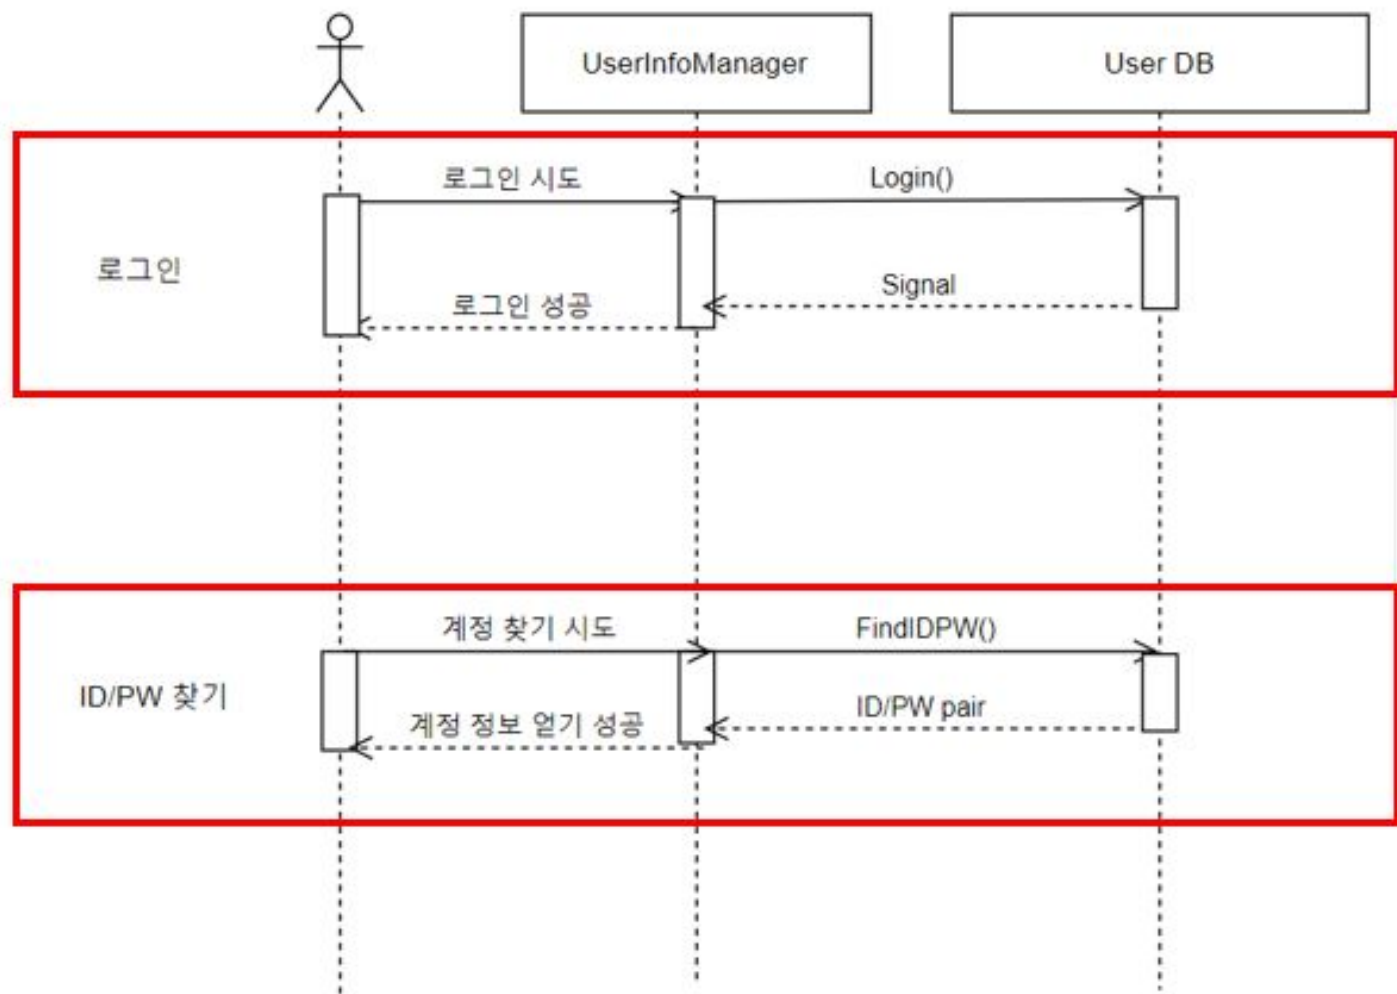 UserInfoManager
User DB
로그인 시도
Login()
로그인
Signal
로그인 성공
계정 찾기 시도
FindIDPW()
ID/PW 찾기
ID/PW pair
계정 정보 얻기 성공